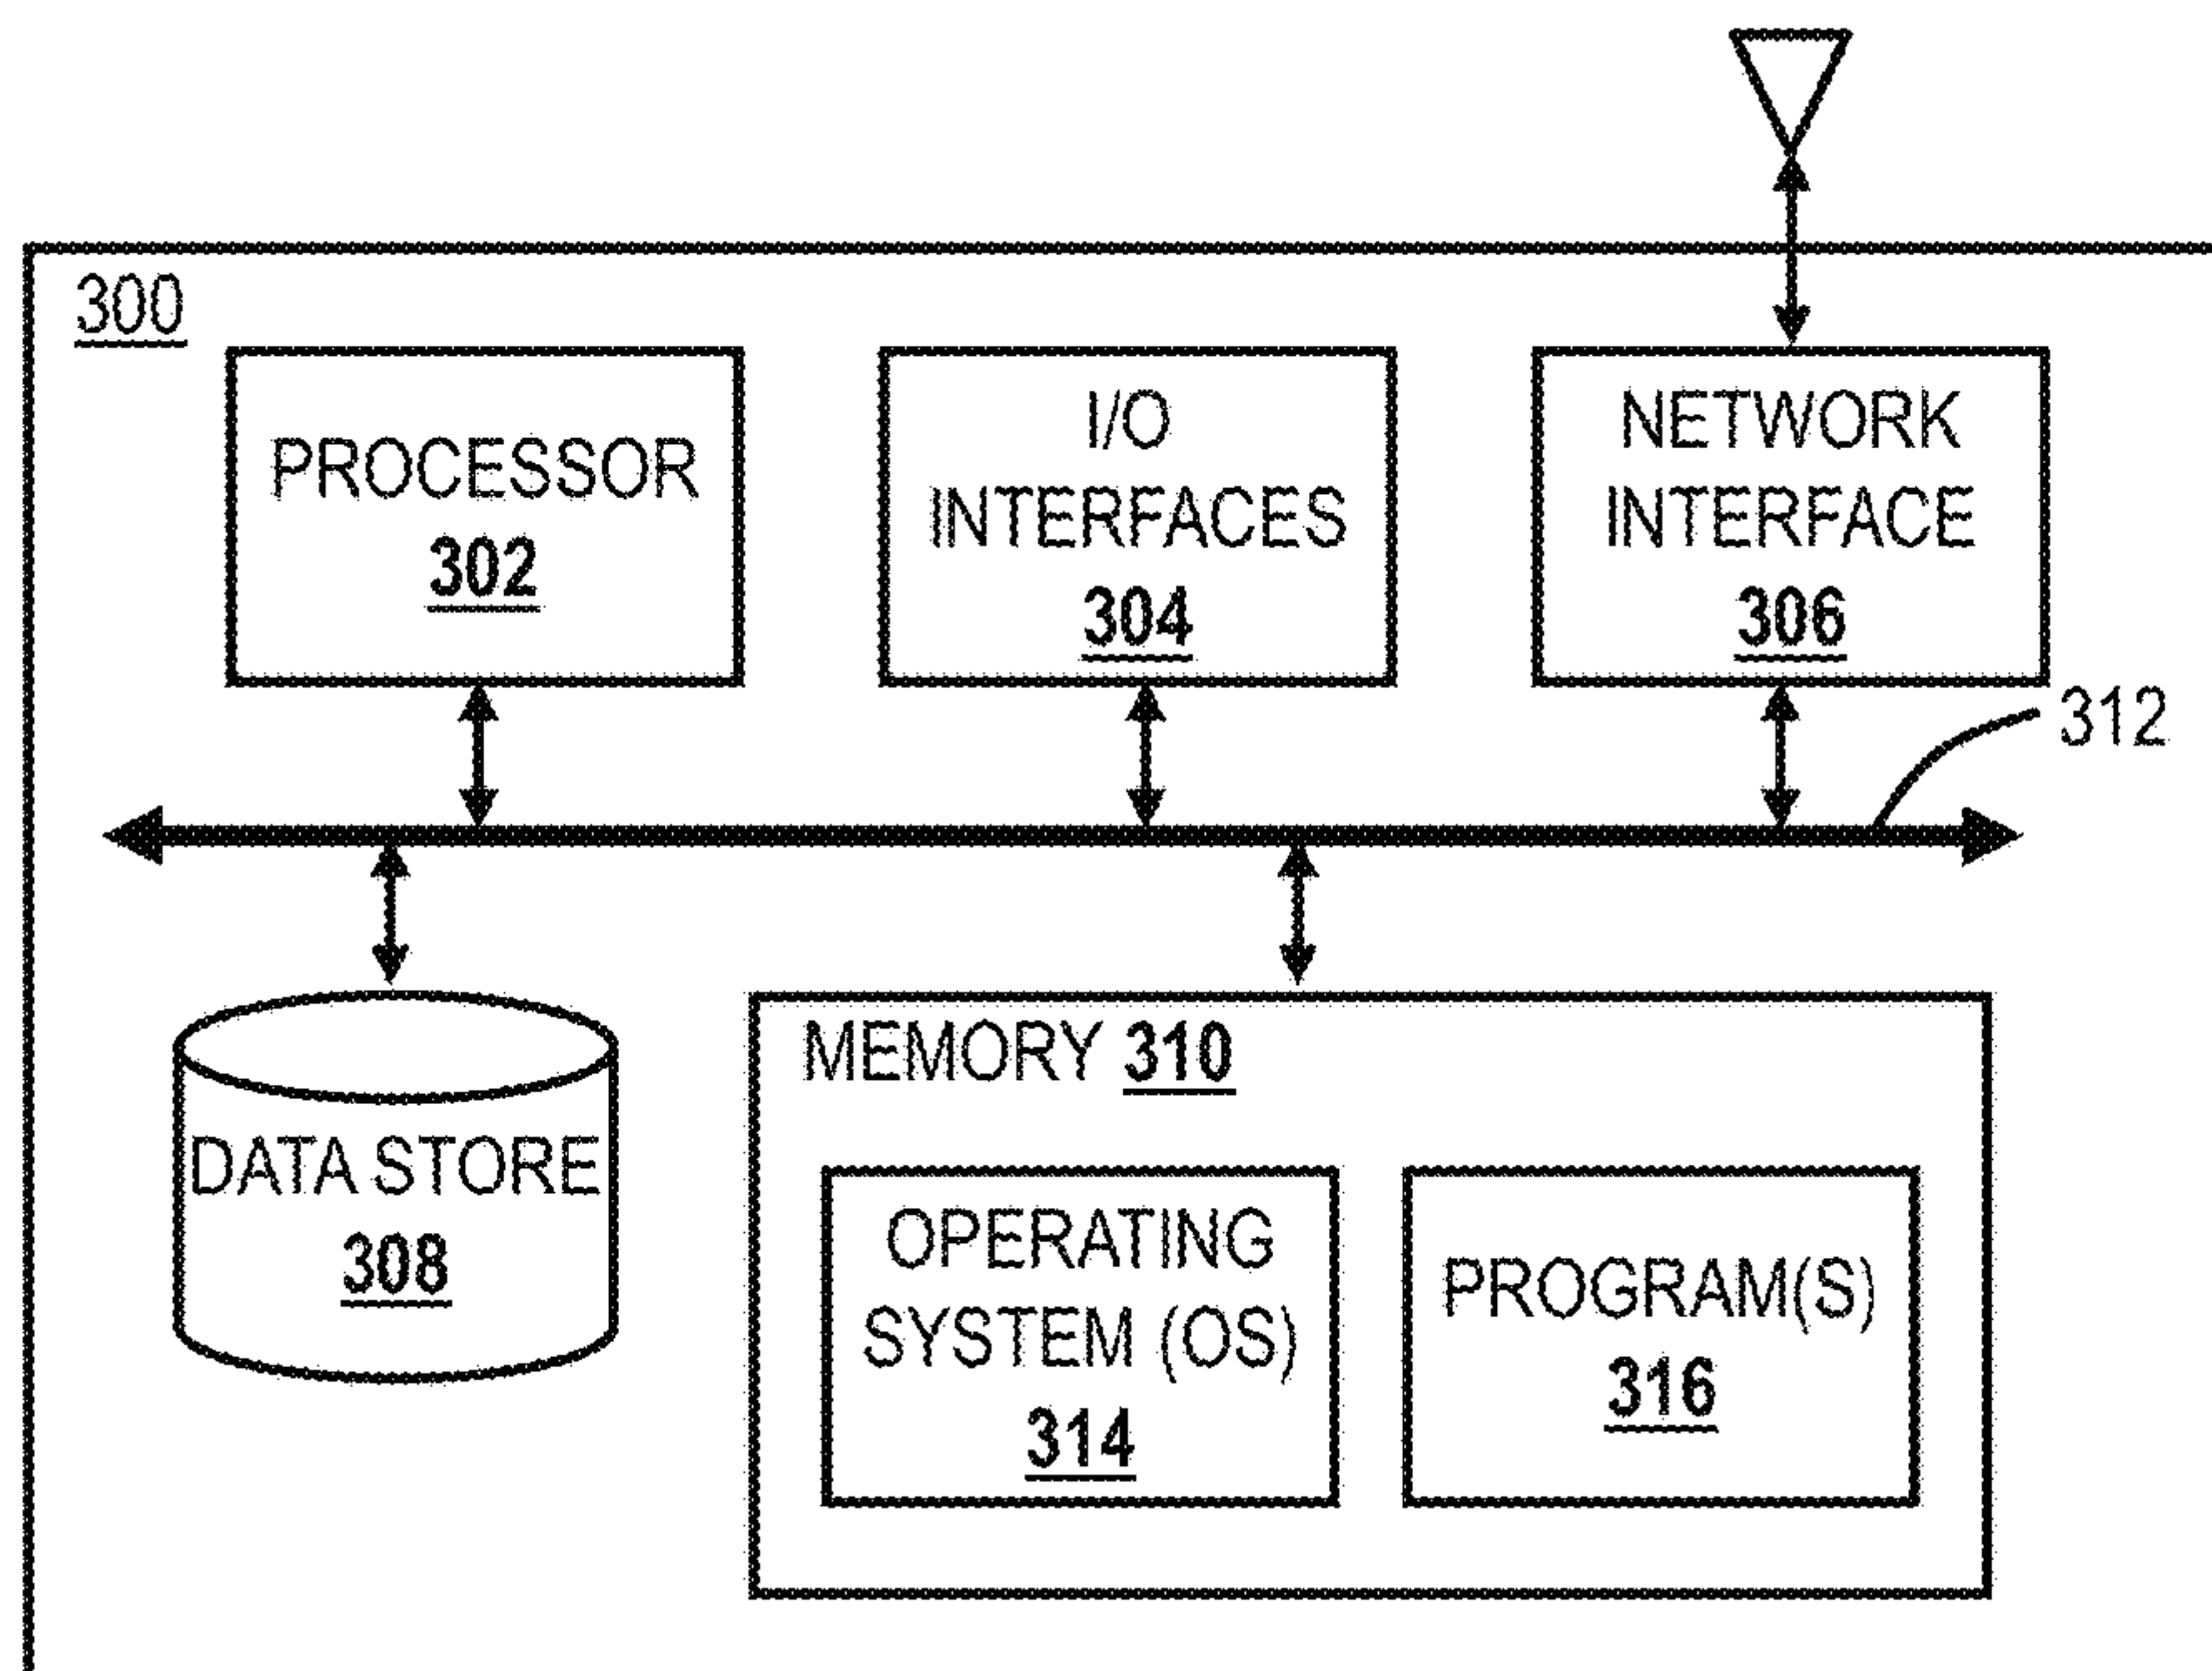 300
PROCESSOR
302
I/O
INTERFACES
304
NETWORK
INTERFACE
306
312
DATA STORE
308
MEMORY 310
OPERATING
SYSTEM (OS)
314
PROGRAM(S)
316